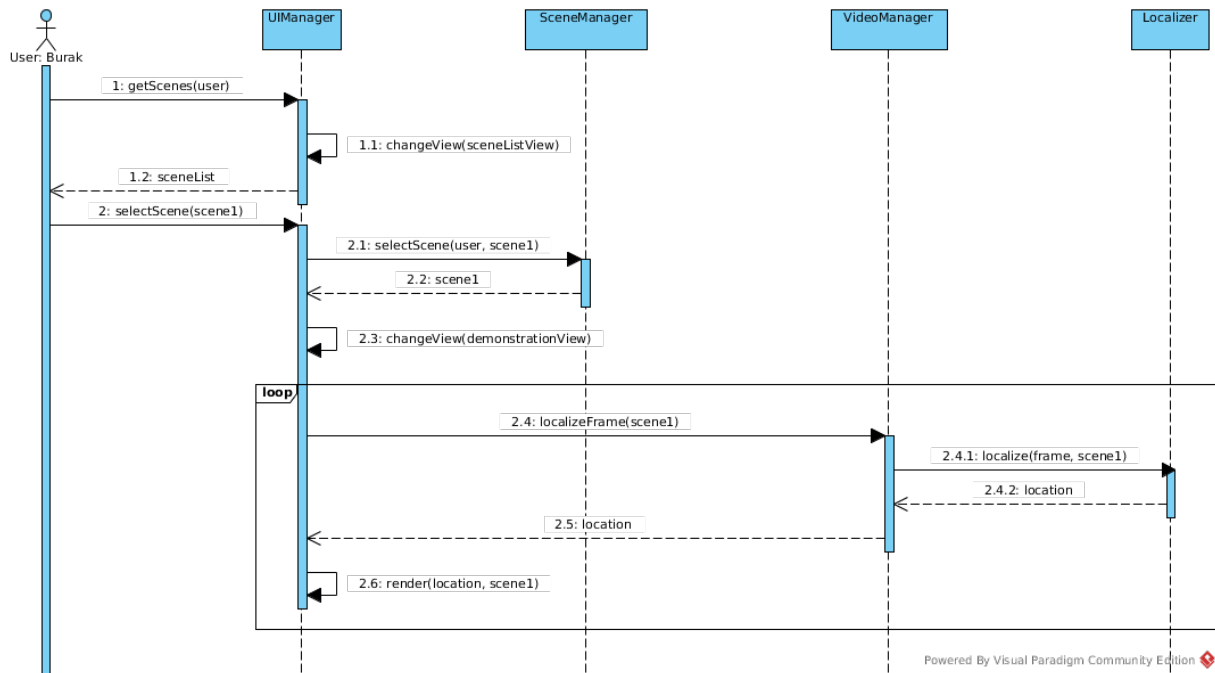 UIManager
SceneManager
VideoManager
Localizer
User: Burak
1: getScenes(user)
1.1: changeView(sceneListView)
1.2: sceneList
2: selectScene(scene1)
2.1: selectScene(user, scene1)
2.2: scene1
2.3: changeView(demonstrationView)
loop
2.4: localizeFrame(scene1)
2.4.1: localize(frame, scene1)
2.4.2: location
2.5: location
2.6: render(location, scene1)
Powered By Visual Paradigm Community Edition